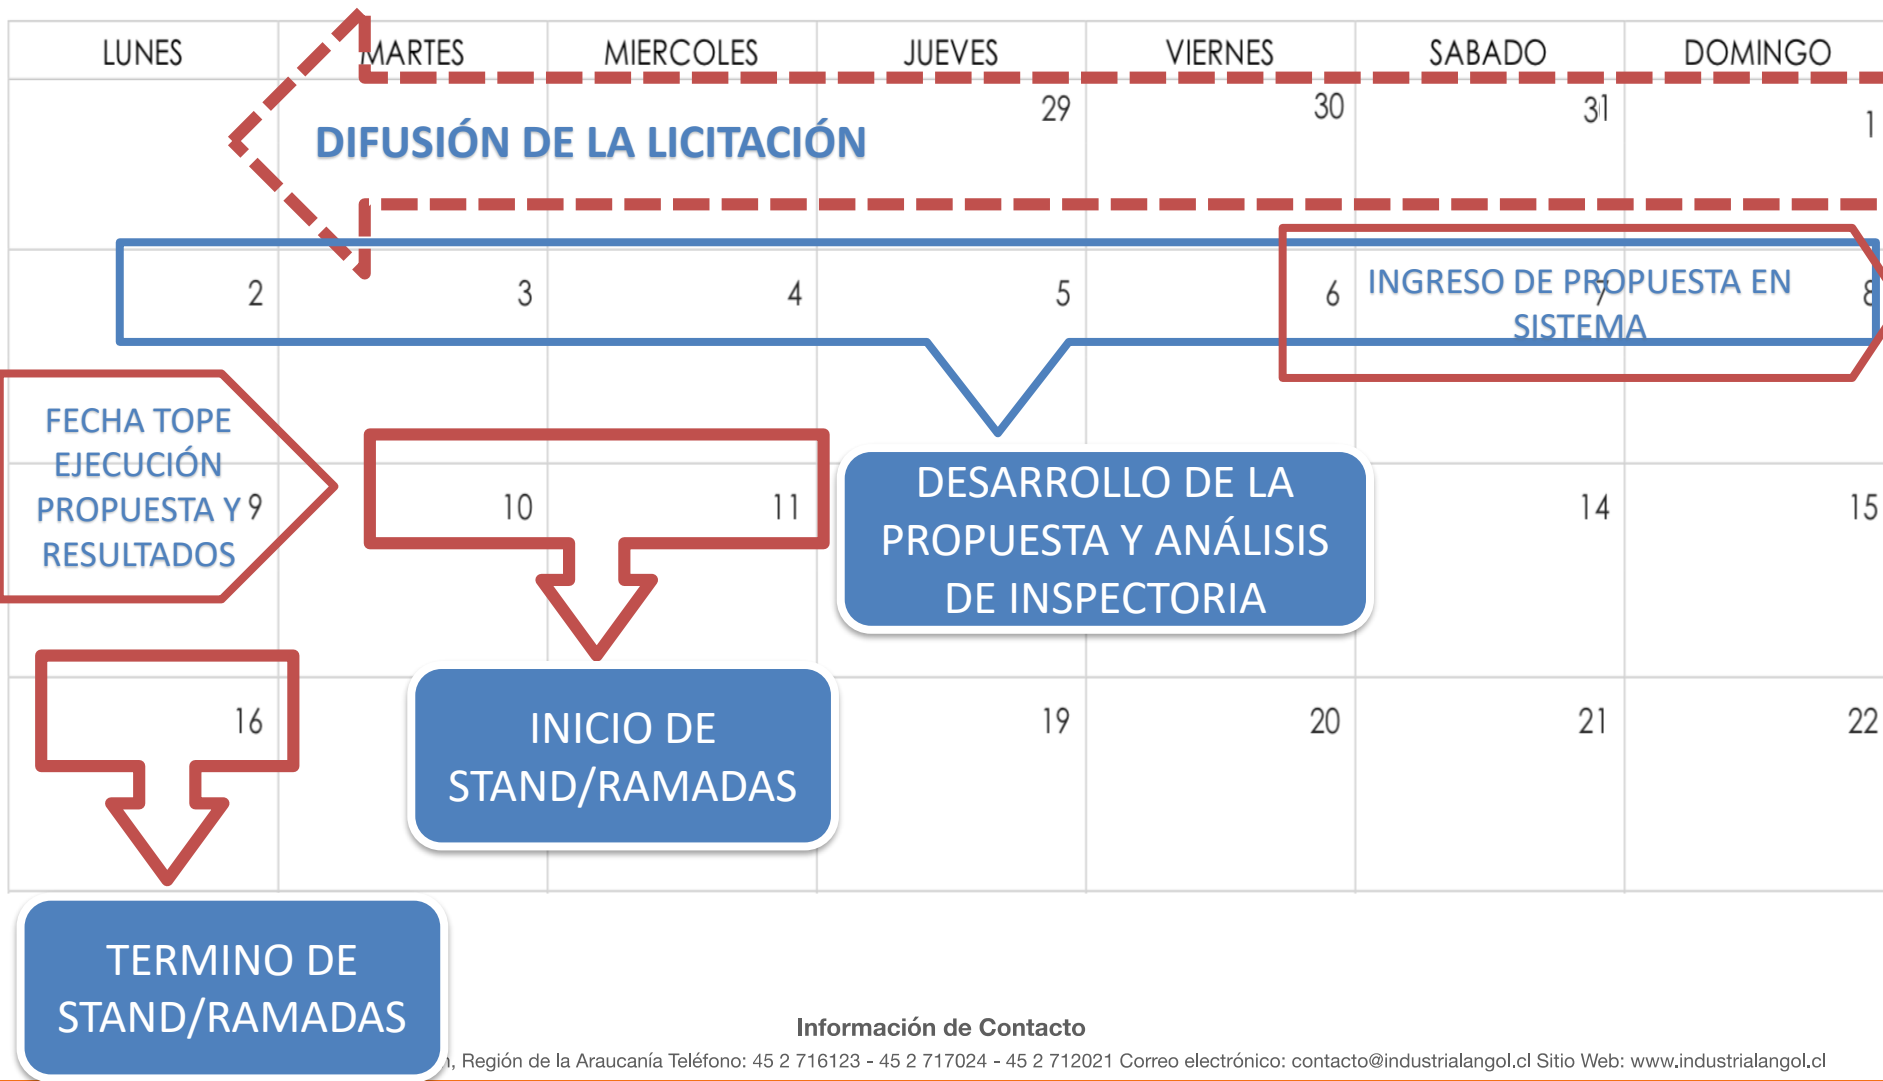 LUNES MARTES MIERCOLES JUEVES VIERNES SABADO DOMINGO
29 30 31 1
DIFUSIÓN DE LA LICITACIÓN
2 3 4 5 6 7 8
INGRESO DE PROPUESTA EN
SISTEMA
FECHA TOPE
EJECUCIÓN
PROPUESTA Y
RESULTADOS
9 10 11 14 15
DESARROLLO DE LA
PROPUESTA Y ANÁLISIS
DE INSPECTORIA
16 19 20 21 22
INICIO DE
STAND/RAMADAS
TERMINO DE
STAND/RAMADAS
Información de Contacto
, Región de la Araucanía Teléfono: 45 2 716123 - 45 2 717024 - 45 2 712021 Correo electrónico: contacto@industrialangol.cl Sitio Web: www.industrialangol.cl